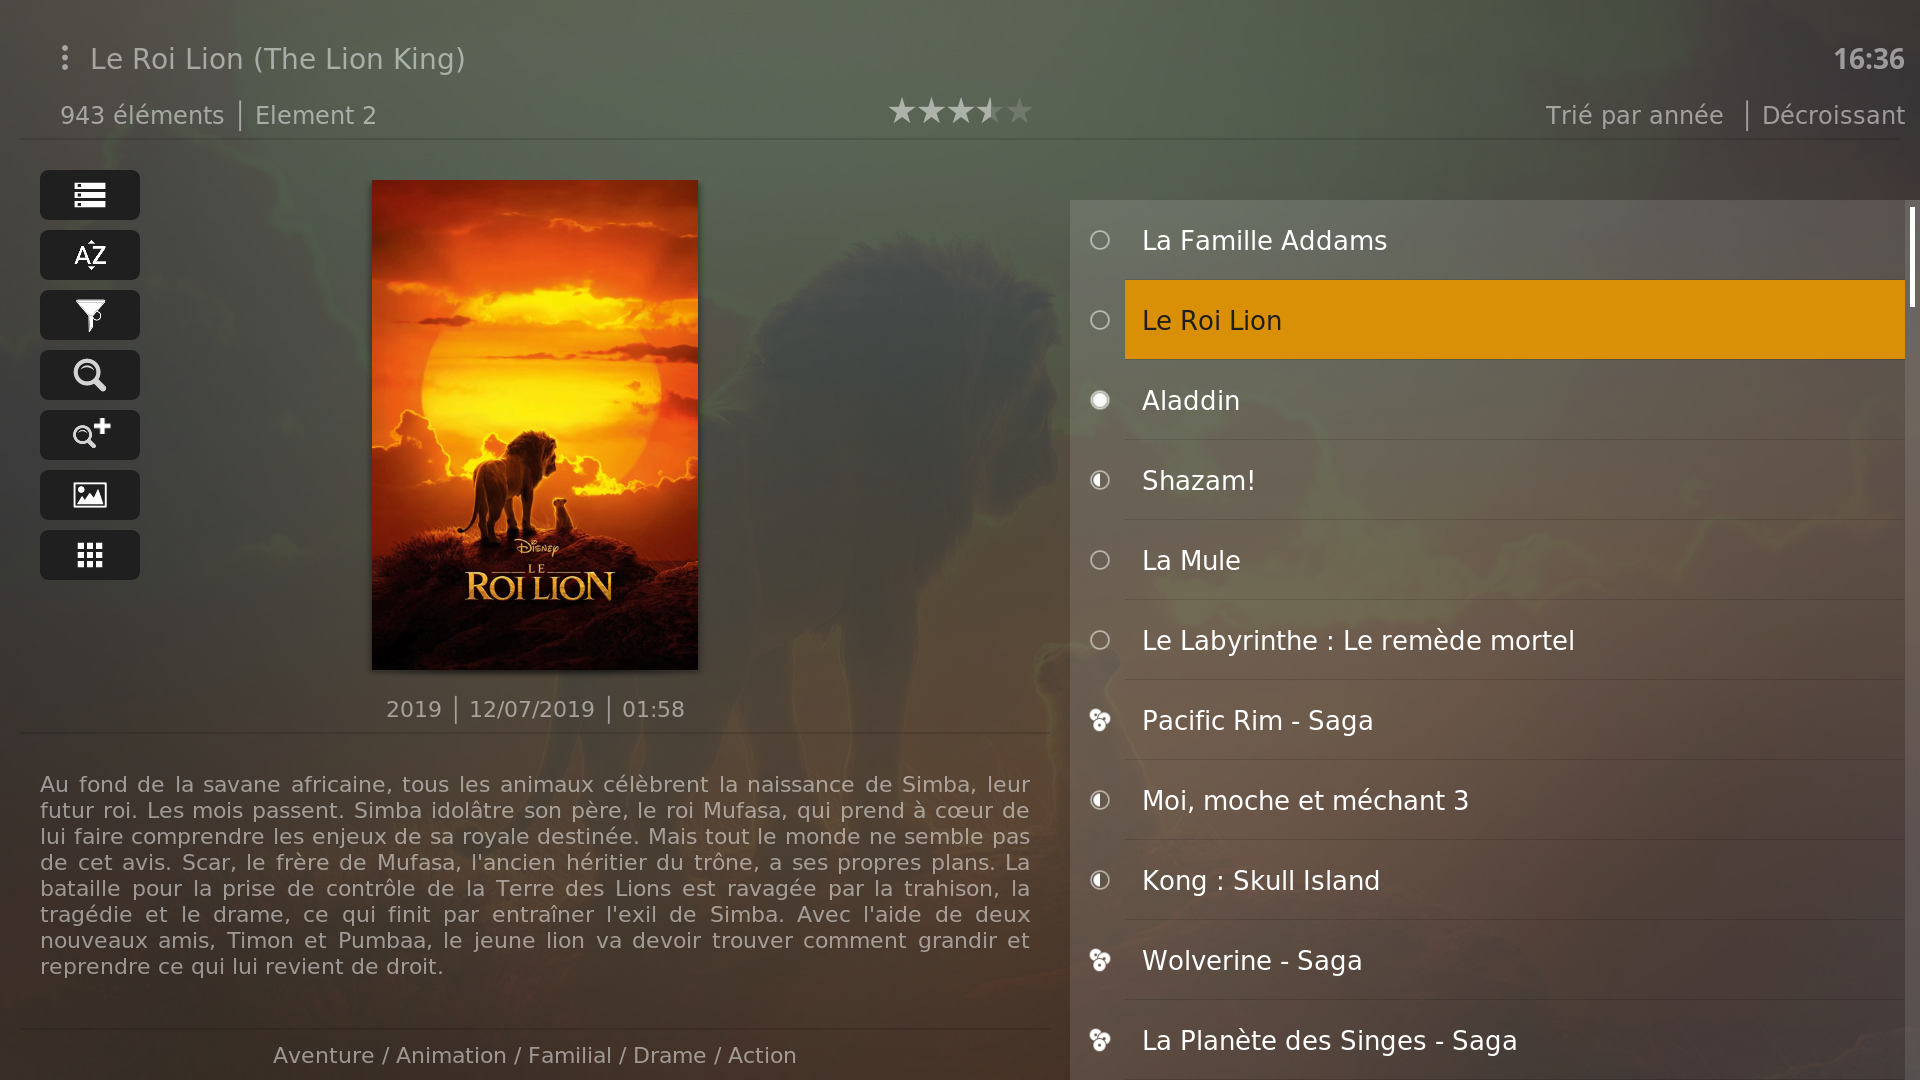 Le Roi Lion (The Lion King)
16:36
943 éléments | Element 2
Trié par année | Décroissant
AZ
DISNEY
LE
ROI LION
2019 | 12/07/2019 | 01:58
Au fond de la savane africaine, tous les animaux célèbrent la naissance de Simba, leur
futur roi. Les mois passent. Simba idolâtre son père, le roi Mufasa, qui prend à cœur de
lui faire comprendre les enjeux de sa royale destinée. Mais tout le monde ne semble pas
de cet avis. Scar, le frère de Mufasa, l'ancien héritier du trône, a ses propres plans. La
bataille pour la prise de contrôle de la Terre des Lions est ravagée par la trahison, la
tragédie et le drame, ce qui finit par entraîner l'exil de Simba. Avec l'aide de deux
nouveaux amis, Timon et Pumbaa, le jeune lion va devoir trouver comment grandir et
reprendre ce qui lui revient de droit.
Aventure / Animation / Familial / Drame / Action
La Famille Addams
Le Roi Lion
Aladdin
Shazam!
La Mule
Le Labyrinthe : Le remède mortel
Pacific Rim - Saga
Moi, moche et méchant 3
Kong : Skull Island
Wolverine - Saga
La Planète des Singes - Saga